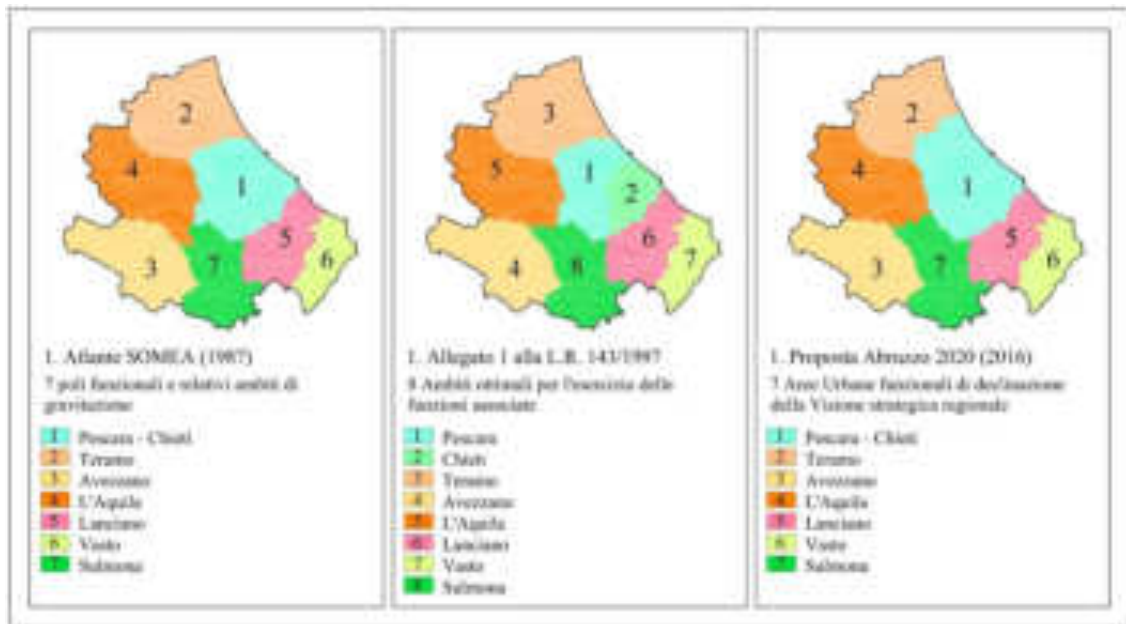 2
4
1
5
6
3
7
1. Atlante SOMEA (1987)
7 poli funzionali e relativi ambiti di
gravitazione
1 Pescara - Chieti
2 Teramo
3 Avezzano
4 L'Aquila
5 Lanciano
6 Vasto
7 Sulmona
3
5
1
2
6
7
4
8
1. Allegato 1 alla L.R. 143/1997
8 Ambiti ottimali per l'esercizio delle
funzioni associate
1 Pescara
2 Chieti
3 Teramo
4 Avezzano
5 L'Aquila
6 Lanciano
7 Vasto
8 Sulmona
2
4
1
5
6
3
7
1. Proposta Abruzzo 2020 (2016)
7 Aree Urbane funzionali di declinazione
della Visione strategica regionale
1 Pescara - Chieti
2 Teramo
3 Avezzano
4 L'Aquila
5 Lanciano
6 Vasto
7 Sulmona